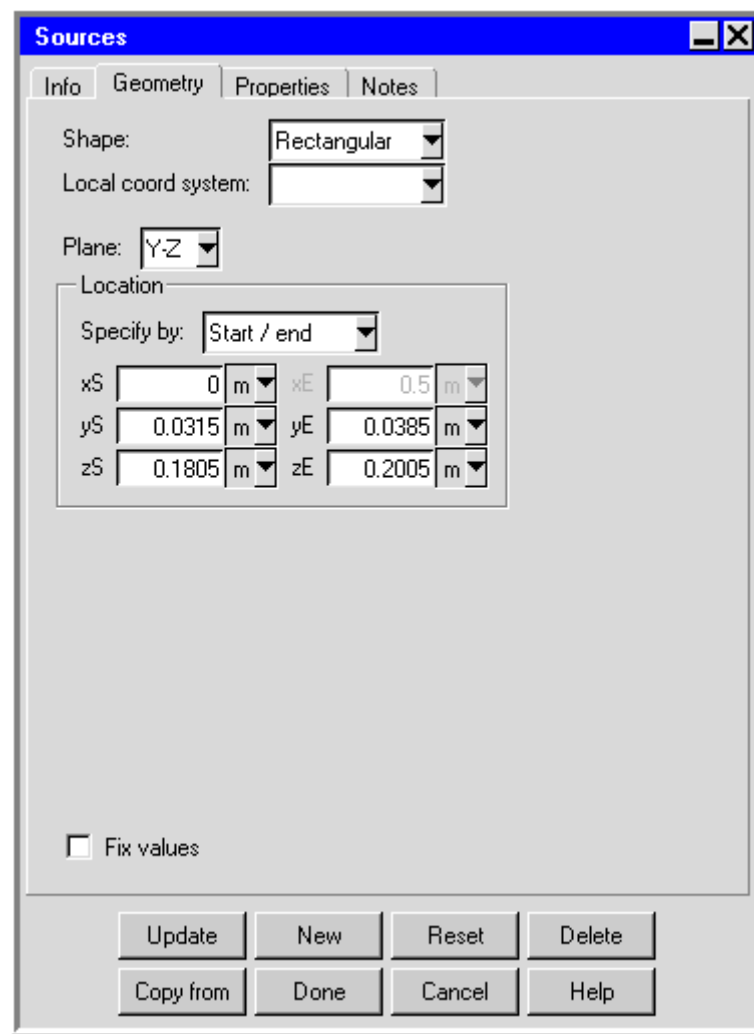 Sources
Info Geometry Properties Notes
Shape: Rectangular
Local coord system:
Plane: Y-Z
Location
Specify by: Start / end
xS 0 m xE 0.5 m
yS 0.0315 m yE 0.0385 m
zS 0.1805 m zE 0.2005 m
Fix values
Update New Reset Delete
Copy from Done Cancel Help